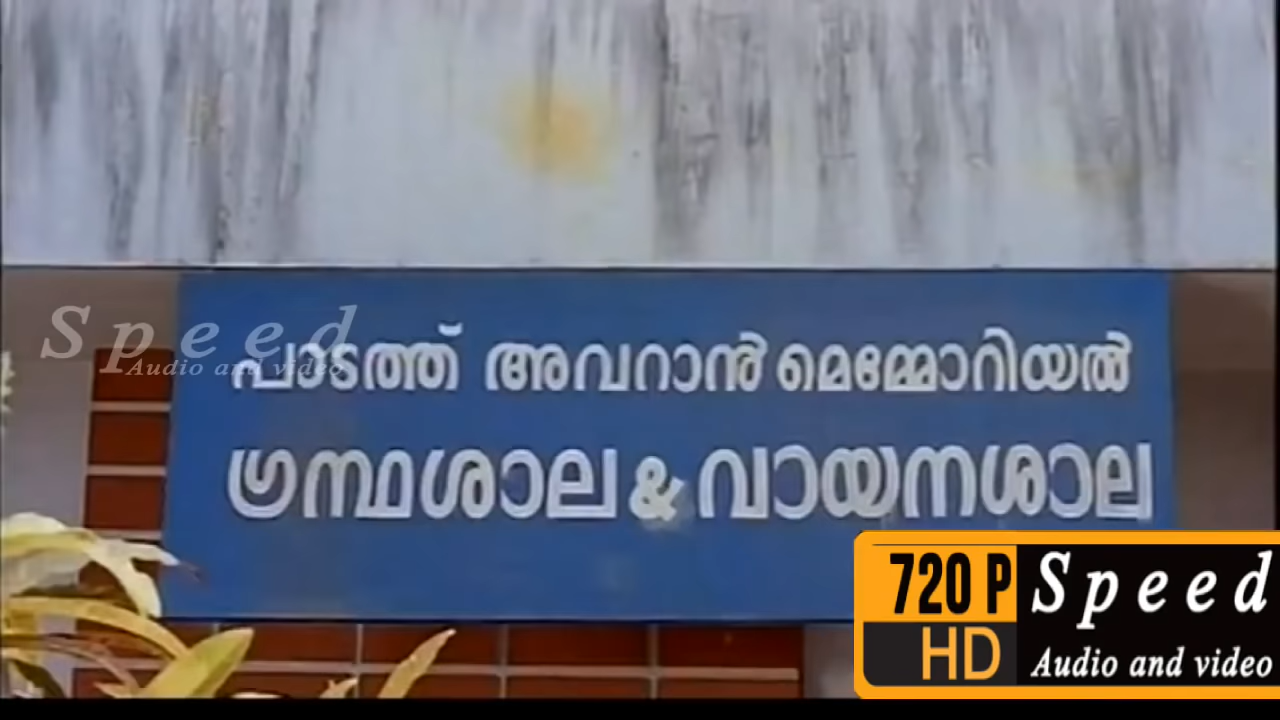 Speed
Audio and video
പാടത്ത് അവറാൻ മെമ്മോറിയൽ
ഗ്രന്ഥശാല & വായനശാല
720 P Speed
HD Audio and video